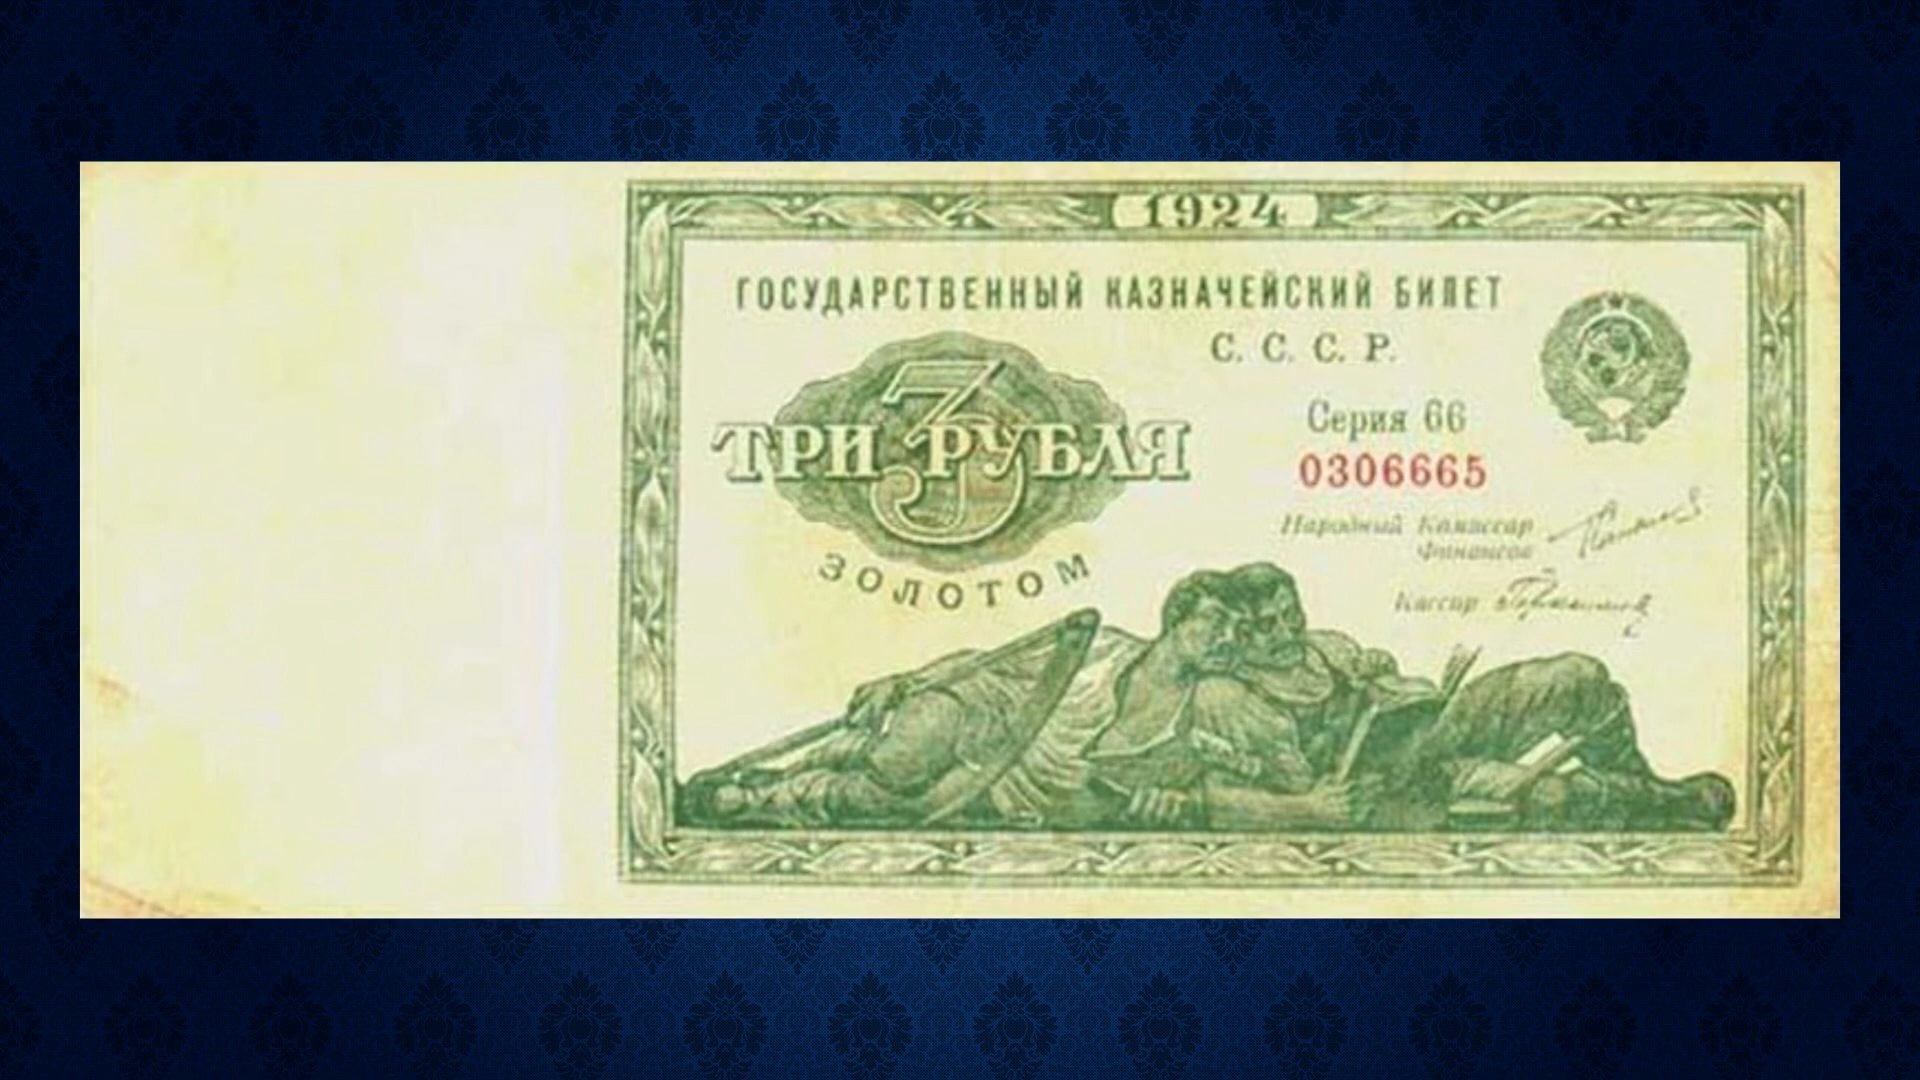 1924
ГОСУДАРСТВЕННЫЙ КАЗНАЧЕЙСКИЙ БИЛЕТ
С. С. С. Р.
3
ТРИ РУБЛЯ
ЗОЛОТОМ
Серия 66
0306665
Народный Комиссар
Финансов
Кассир